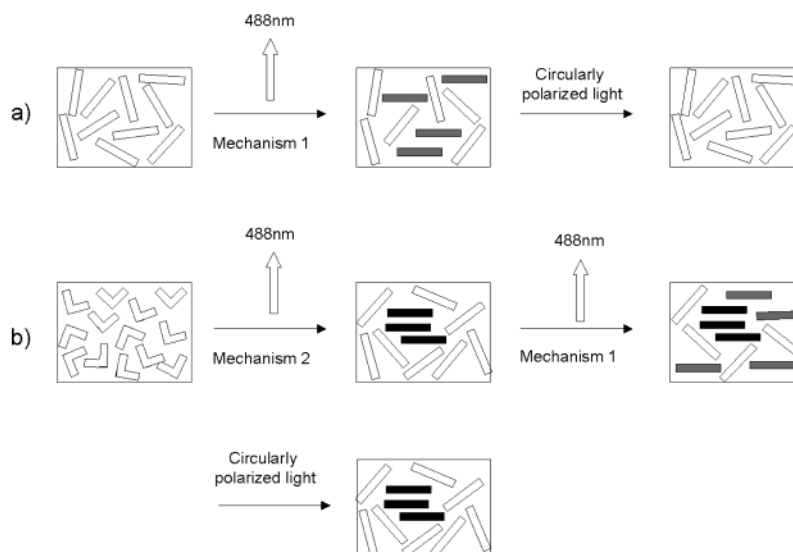 488nm
a)
Mechanism 1
Circularly
polarized light
488nm
488nm
b)
Mechanism 2
Mechanism 1
Circularly
polarized light